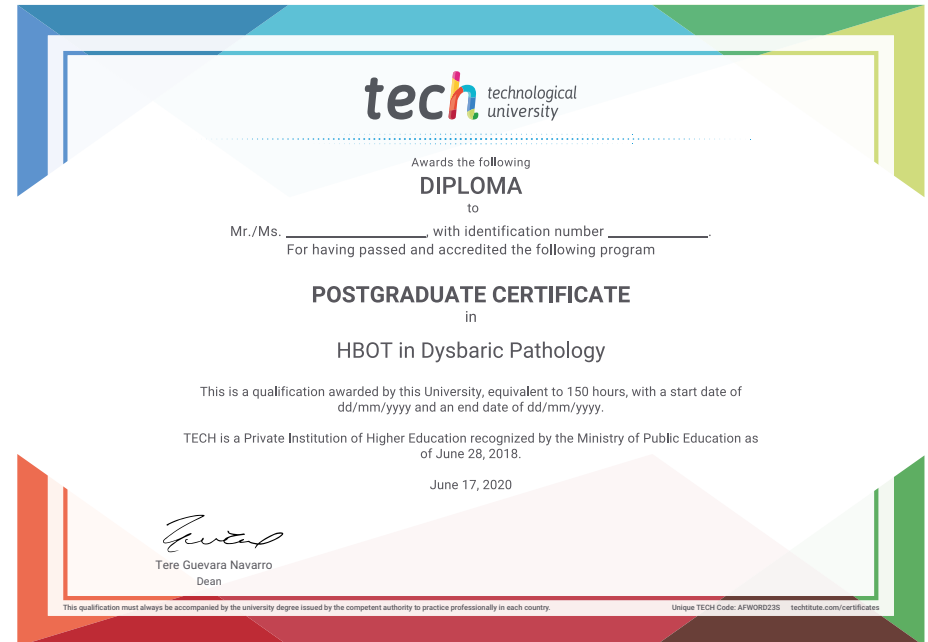 tech technological
university
Awards the following
DIPLOMA
to
Mr./Ms. ____________, with identification number ____________.
For having passed and accredited the following program
POSTGRADUATE CERTIFICATE
in
HBOT in Dysbaric Pathology
This is a qualification awarded by this University, equivalent to 150 hours, with a start date of
dd/mm/yyyy and an end date of dd/mm/yyyy.
TECH is a Private Institution of Higher Education recognized by the Ministry of Public Education as
of June 28, 2018.
June 17, 2020
Tere Guevara Navarro
Dean
This qualification must always be accompanied by the university degree issued by the competent authority to practice professionally in each country. Unique TECH Code: AFWORD23S techtitute.com/certificates